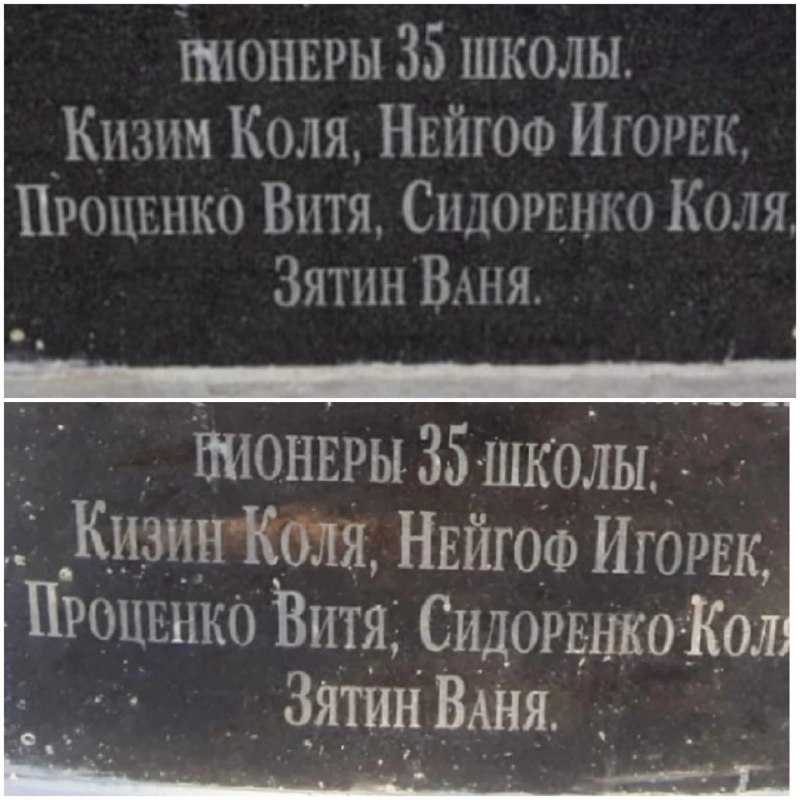 пионеры 35 школы.
Кизим Коля, Нейгоф Игорек,
Проценко Витя, Сидоренко Коля,
Зятин Ваня.
пионеры 35 школы.
Кизин Коля, Нейгоф Игорек,
Проценко Витя, Сидоренко Коля
Зятин Ваня.